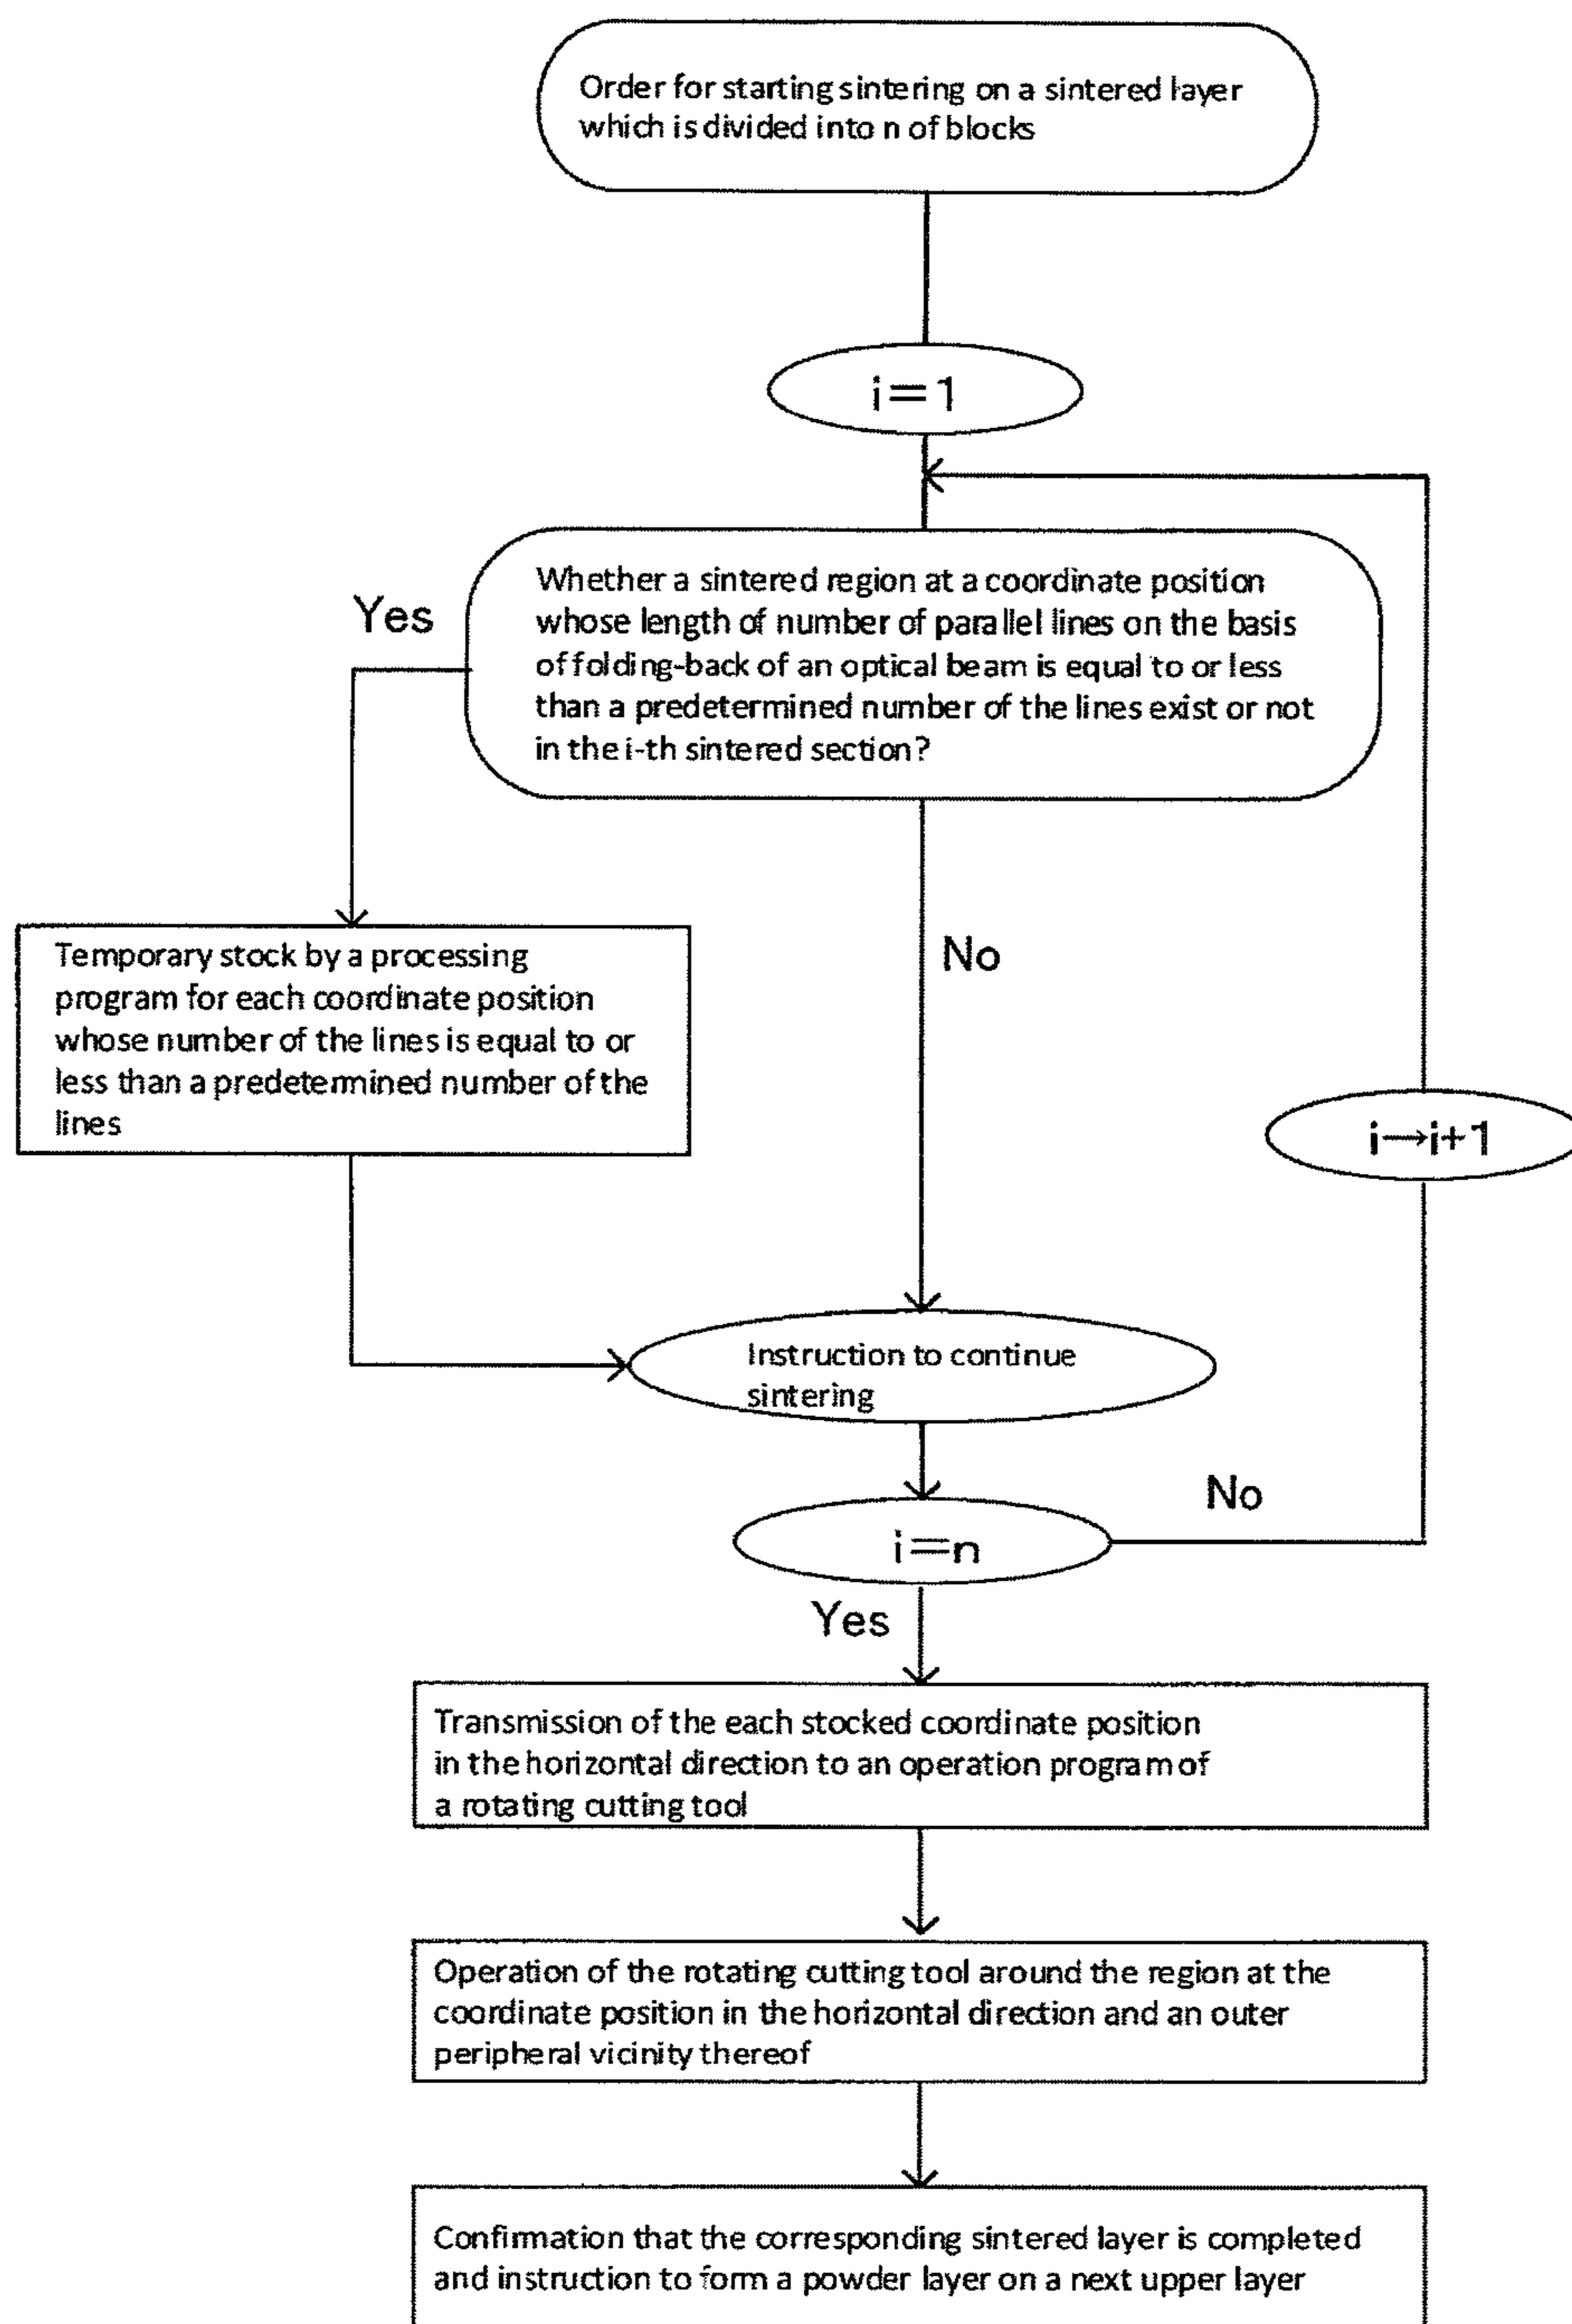 Order for starting sintering on a sintered layer
which is divided into n of blocks
i=1
Whether a sintered region at a coordinate position
whose length of number of parallel lines on the basis
of folding-back of an optical beam is equal to or less
than a predetermined number of the lines exist or not
in the i-th sintered section?
Yes
No
Temporary stock by a processing
program for each coordinate position
whose number of the lines is equal to or
less than a predetermined number of the
lines
i→i+1
Instruction to continue
sintering
i=n
No
Yes
Transmission of the each stocked coordinate position
in the horizontal direction to an operation program of
a rotating cutting tool
Operation of the rotating cutting tool around the region at the
coordinate position in the horizontal direction and an outer
peripheral vicinity thereof
Confirmation that the corresponding sintered layer is completed
and instruction to form a powder layer on a next upper layer